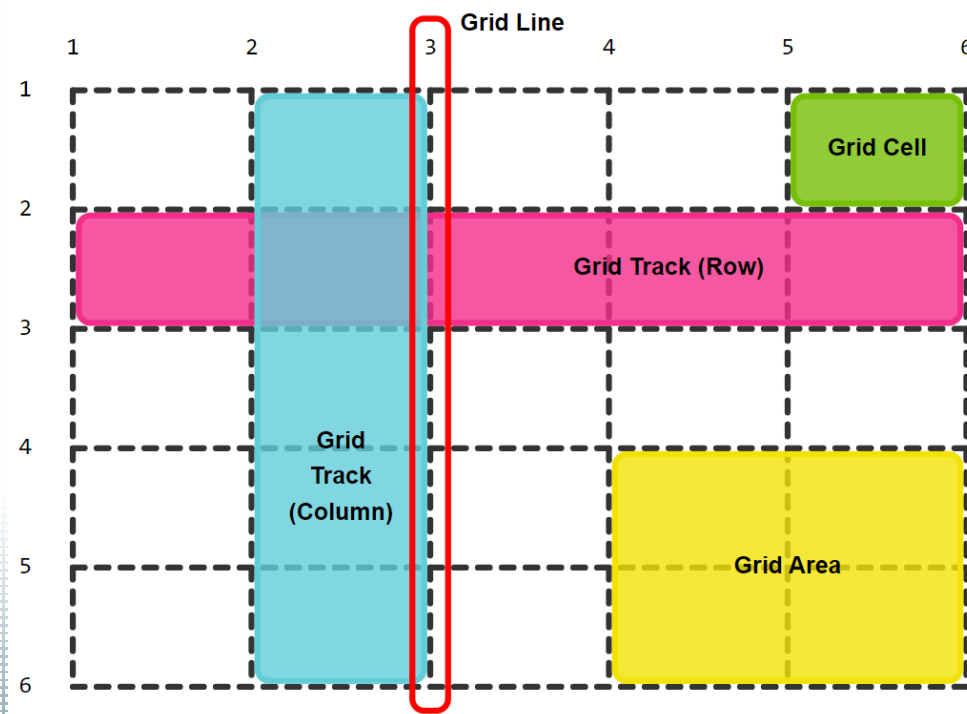 Grid Line
1 2 3 4 5 6
1
Grid Cell
2
Grid Track (Row)
3
4
Grid
Track
(Column)
5
Grid Area
6